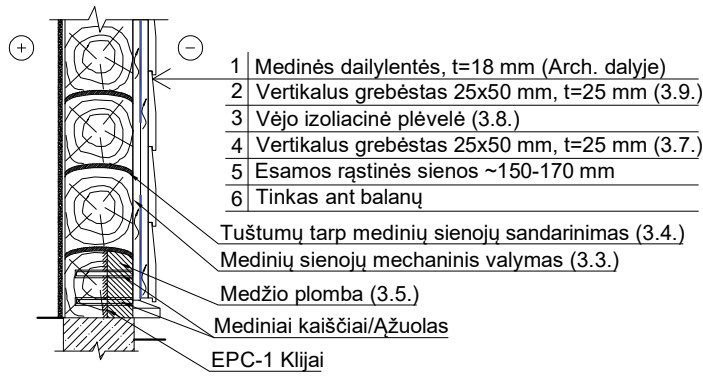 +
−
1 Medinės dailylentės, t=18 mm (Arch. dalyje)
2 Vertikalus grebėstas 25x50 mm, t=25 mm (3.9.)
3 Vėjo izoliacinė plėvelė (3.8.)
4 Vertikalus grebėstas 25x50 mm, t=25 mm (3.7.)
5 Esamos rąstinės sienos ~150-170 mm
6 Tinkas ant balanų
Tuštumų tarp medinių sienojų sandarinimas (3.4.)
Medinių sienojų mechaninis valymas (3.3.)
Medžio plomba (3.5.)
Mediniai kaiščiai/Ąžuolas
EPC-1 Klijai